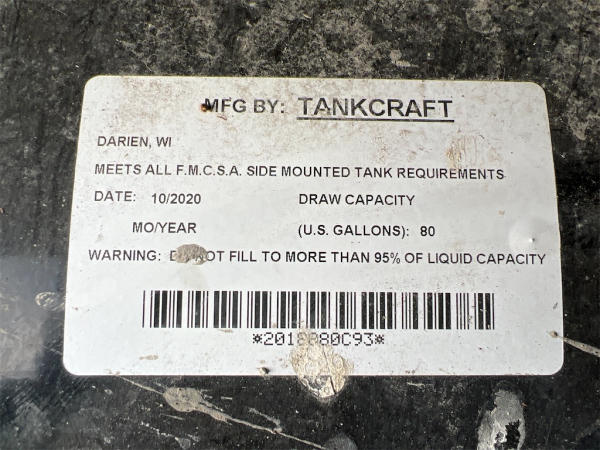 MFG BY: TANKCRAFT
DARIEN, WI
MEETS ALL F.M.C.S.A. SIDE MOUNTED TANK REQUIREMENTS
DATE: 10/2020 DRAW CAPACITY
MO/YEAR (U.S. GALLONS): 80
WARNING: NOT FILL TO MORE THAN 95% OF LIQUID CAPACITY